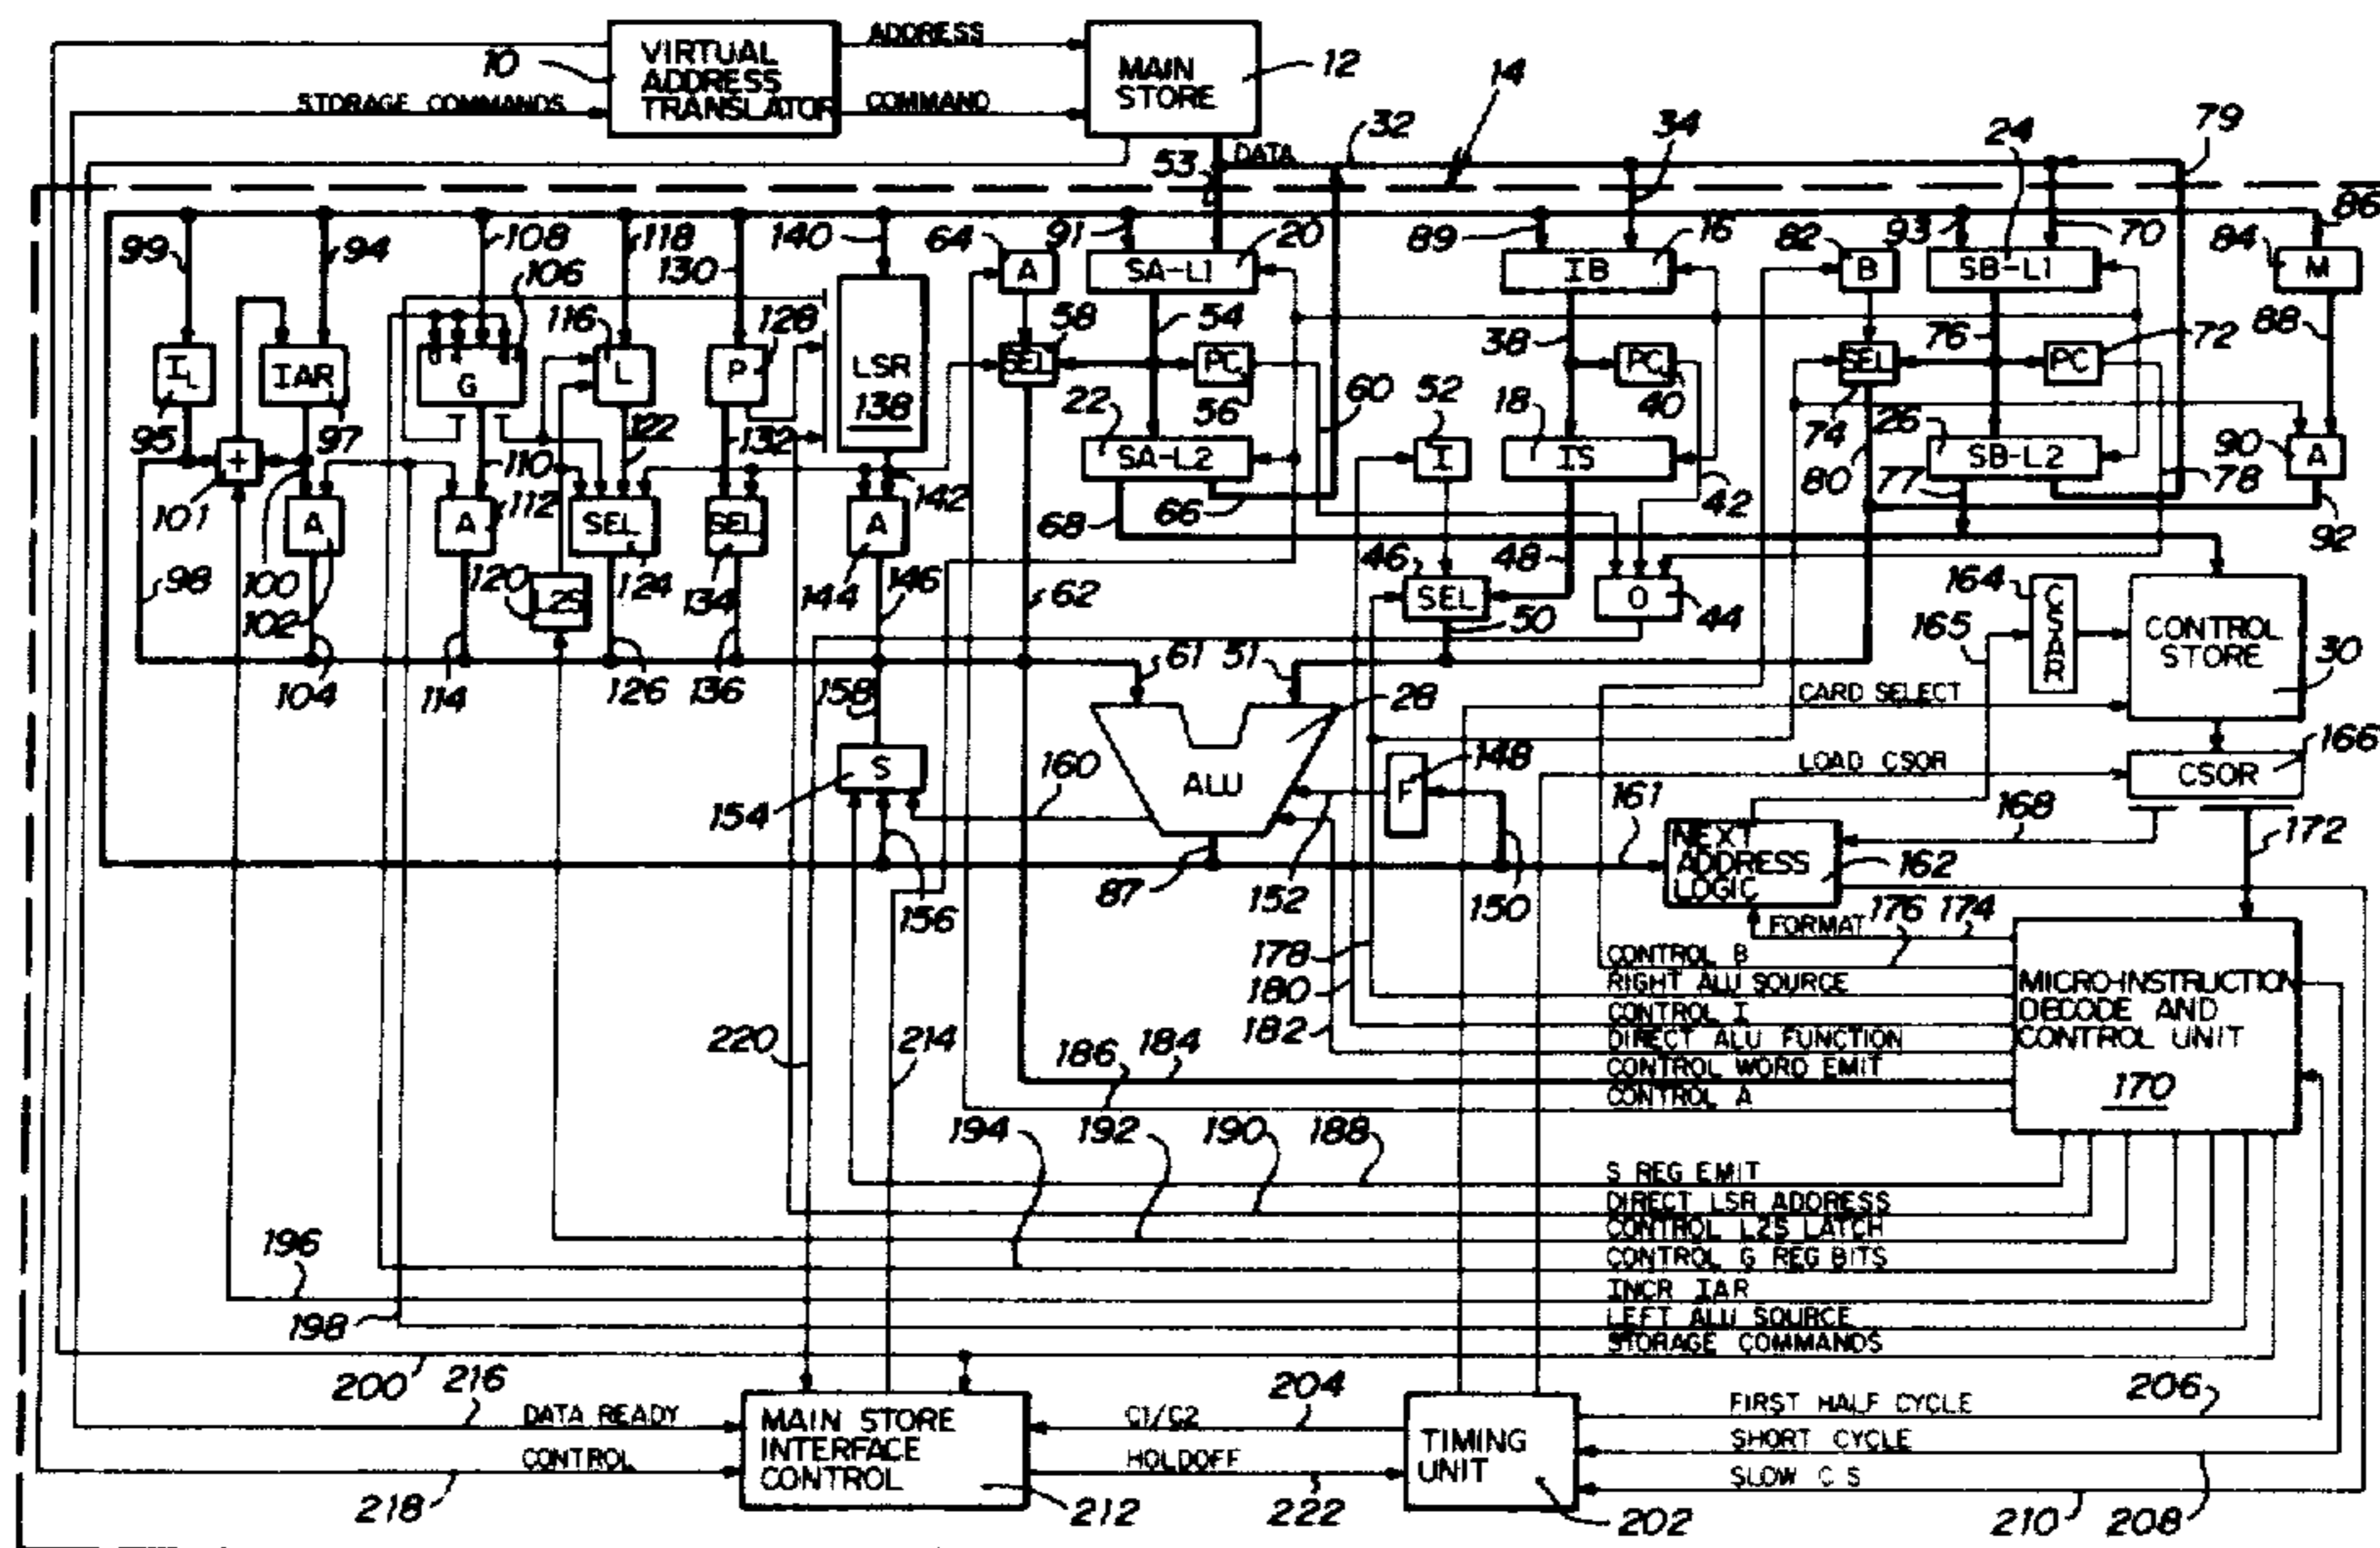 10
VIRTUAL
ADDRESS
TRANSLATOR
ADDRESS
COMMAND
STORAGE COMMANDS
MAIN
STORE
12
14
53
DATA
32
34
24
79
99
94
108
106
118
130
140
64
A
91
SA-L1
20
89
IB
16
82
B
93
SB-L1
70
84
M
86
IL
IAR
G
116
L
P
128
LSR
138
SEL
58
54
PC
56
60
38
PC
40
SEL
74
76
PC
72
88
95
+
97
101
100
110
122
132
142
22
SA-L2
52
I
18
IS
42
26
SB-L2
80
77
78
90
A
92
98
A
102
104
A
112
114
120
L2S
SEL
124
126
SEL
134
136
A
144
146
62
68
66
46
SEL
48
50
O
44
164
CSAR
165
CONTROL
STORE
30
61
51
28
158
CARD SELECT
S
154
160
ALU
F
148
161
LOAD CSOR
CSOR
166
168
172
156
87
152
150
NEXT
ADDRESS
LOGIC
162
FORMAT
176
174
178
180
182
CONTROL B
RIGHT ALU SOURCE
CONTROL I
DIRECT ALU FUNCTION
CONTROL WORD EMIT
CONTROL A
MICRO-INSTRUCTION
DECODE AND
CONTROL UNIT
170
220
214
186
184
194
192
190
188
S REG EMIT
DIRECT LSR ADDRESS
CONTROL L2S LATCH
CONTROL G REG BITS
INCR IAR
LEFT ALU SOURCE
STORAGE COMMANDS
196
198
200
216
DATA READY
CONTROL
218
MAIN STORE
INTERFACE
CONTROL
212
204
C1/C2
HOLDOFF
222
TIMING
UNIT
202
FIRST HALF CYCLE
206
SHORT CYCLE
SLOW C S
210
208